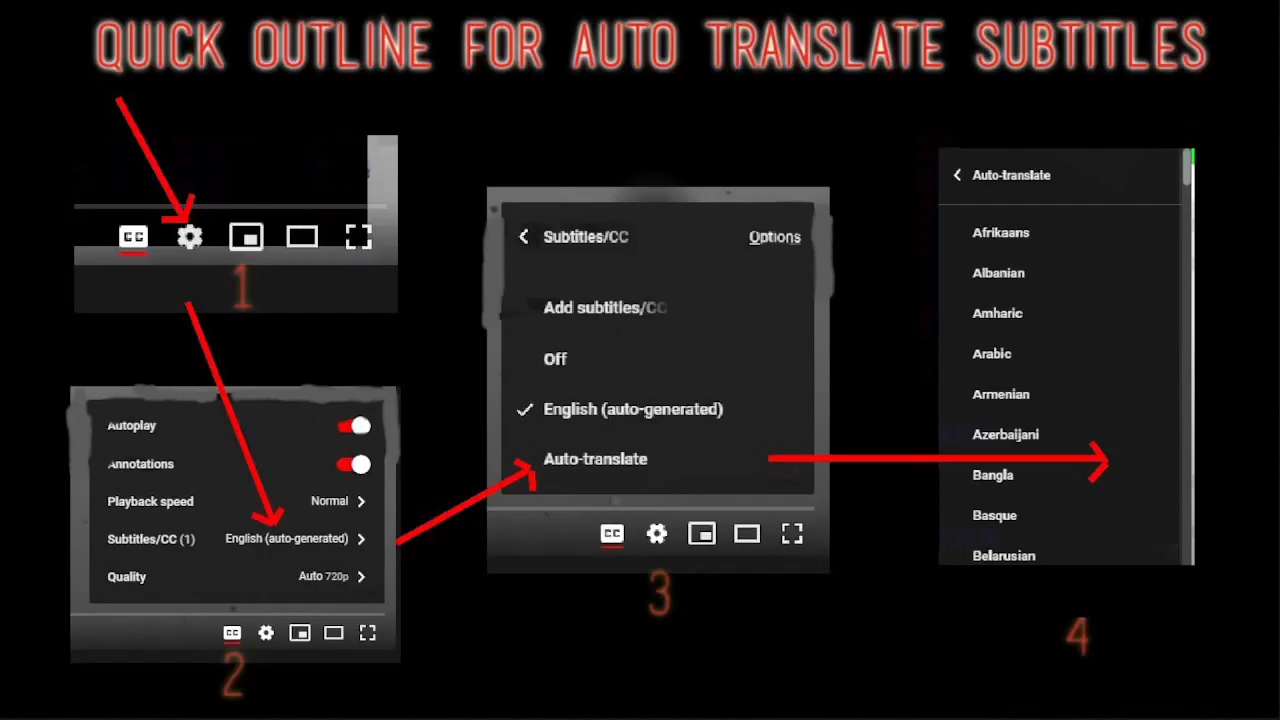 QUICK OUTLINE FOR AUTO TRANSLATE SUBTITLES
CC
1
Autoplay
Annotations
Playback speed Normal
Subtitles/CC (1) English (auto-generated)
Quality Auto 720p
CC
2
Subtitles/CC Options
Add subtitles/CC
Off
English (auto-generated)
Auto-translate
CC
3
Auto-translate
Afrikaans
Albanian
Amharic
Arabic
Armenian
Azerbaijani
Bangla
Basque
Belarusian
4